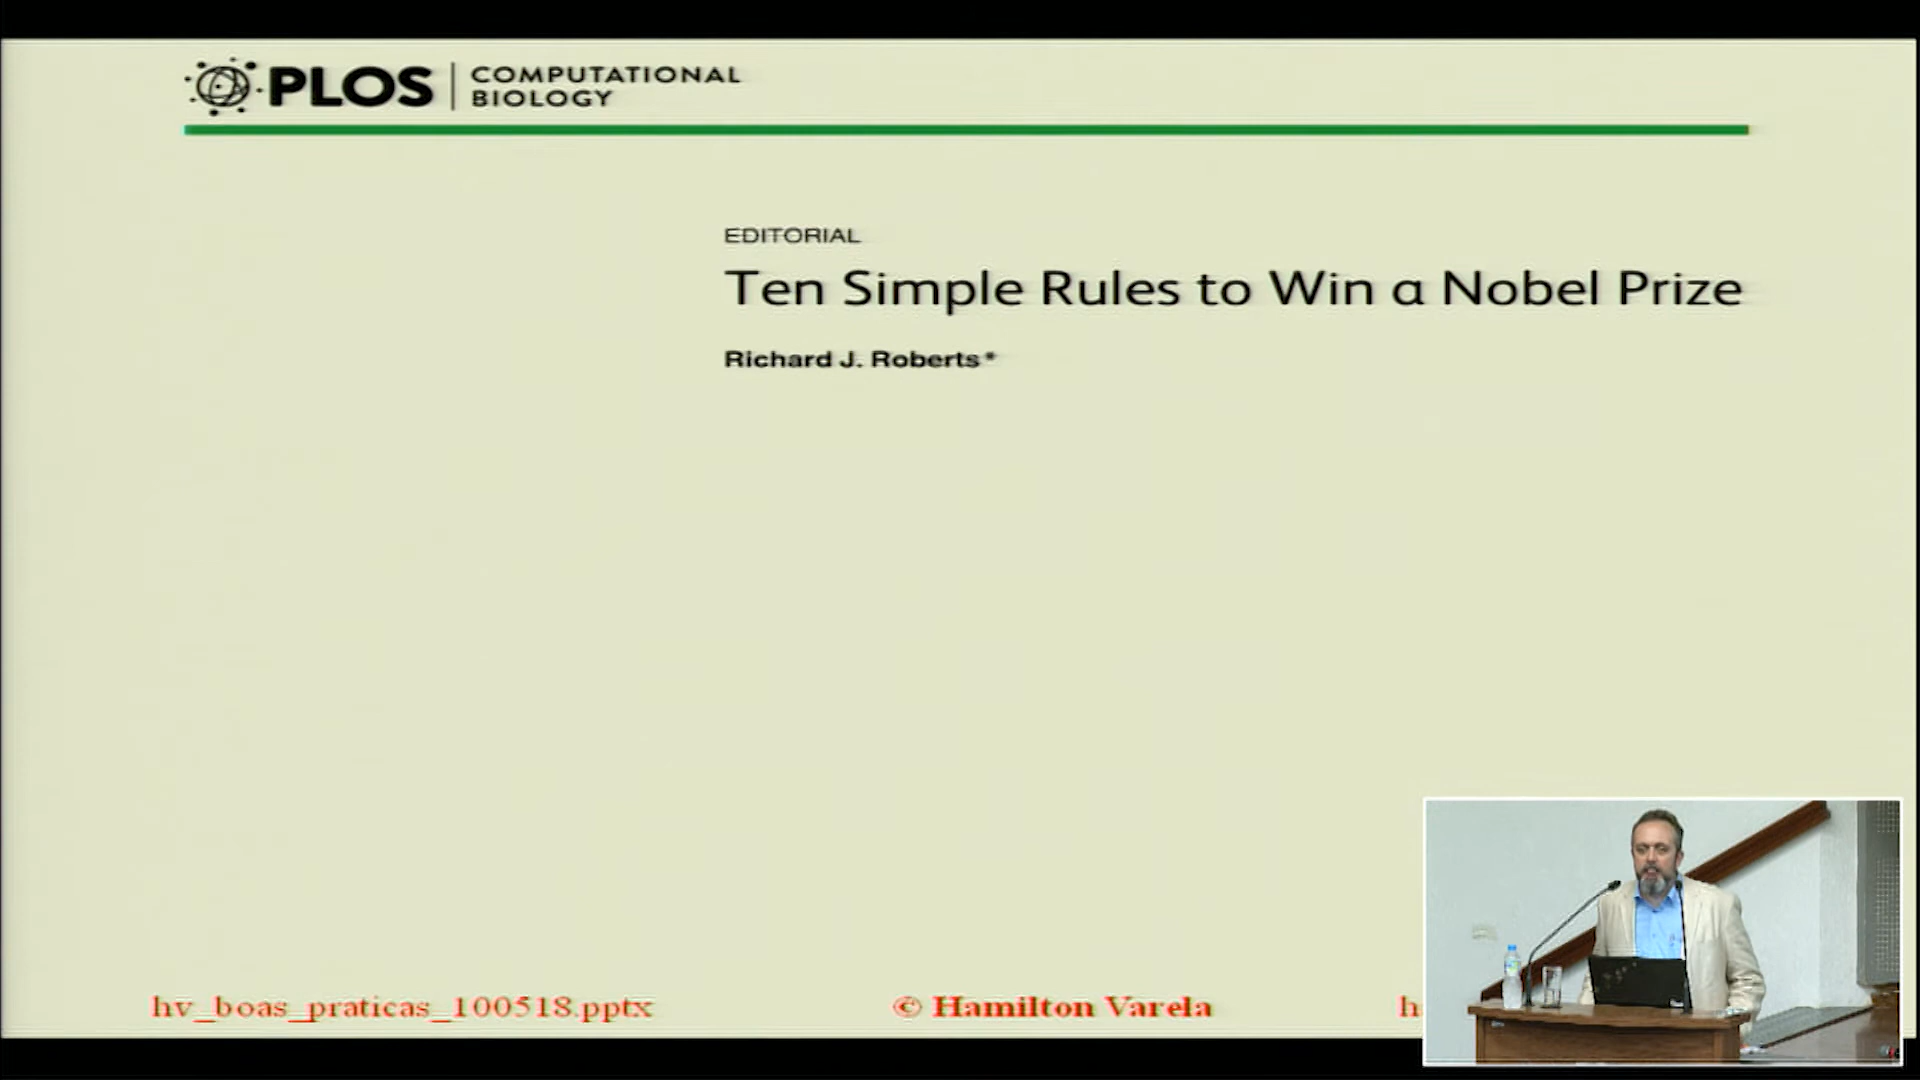 PLOS
COMPUTATIONAL
BIOLOGY
EDITORIAL
Ten Simple Rules to Win a Nobel Prize
Richard J. Roberts*
hv_boas_praticas_100518.pptx
© Hamilton Varela